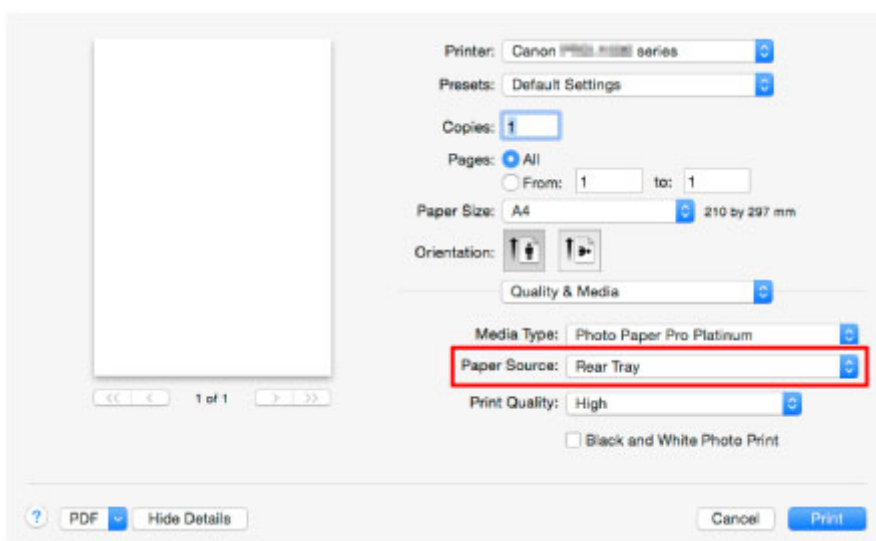 Printer: Canon series
Presets: Default Settings
Copies: 1
Pages: All
From: 1 to: 1
Paper Size: A4 210 by 297 mm
Orientation:
Quality & Media
Media Type: Photo Paper Pro Platinum
Paper Source: Rear Tray
<< < 1 of 1 > >>
Print Quality: High
Black and White Photo Print
? PDF Hide Details Cancel Print